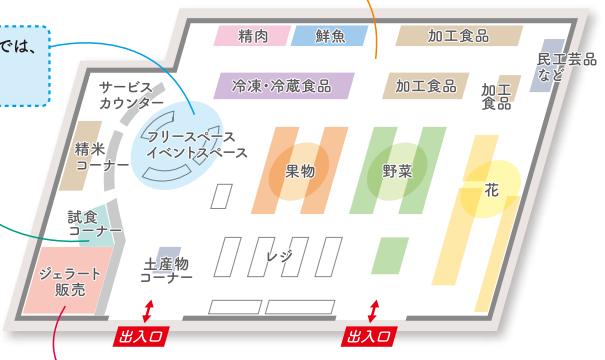 では、
精肉
鮮魚
加工食品
民工芸品
など
サービス
カウンター
冷凍・冷蔵食品
加工食品
加工
食品
フリースペース
イベントスペース
精米
コーナー
果物
野菜
花
試食
コーナー
レジ
土産物
コーナー
ジェラート
販売
出入口
出入口